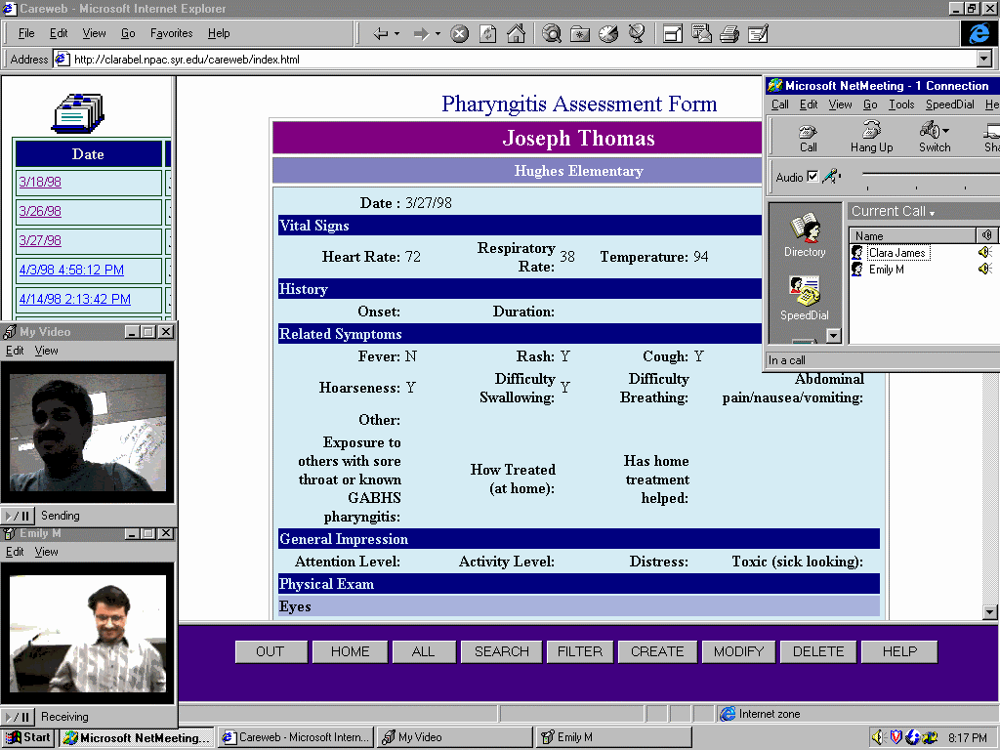 Careweb - Microsoft Internet Explorer
File Edit View Go Favorites Help
Address http://clarabel.npac.syr.edu/careweb/index.html
Date
3/18/98
3/26/98
3/27/98
4/3/98 4:58:12 PM
4/14/98 2:13:42 PM
Pharyngitis Assessment Form
Joseph Thomas
Hughes Elementary
Date : 3/27/98
Vital Signs
Heart Rate: 72 Respiratory Rate: 38 Temperature: 94
History
Onset: Duration:
Related Symptoms
Fever: N Rash: Y Cough: Y
Hoarseness: Y Difficulty Swallowing: Y Difficulty Breathing: Abdominal pain/nausea/vomiting:
Other:
Exposure to
others with sore
throat or known
GABHS
pharyngitis:
How Treated
(at home):
Has home
treatment
helped:
General Impression
Attention Level: Activity Level: Distress: Toxic (sick looking):
Physical Exam
Eyes
Microsoft NetMeeting - 1 Connection
Call Edit View Go Tools SpeedDial He
Call Hang Up Switch Sha
Audio
Directory
SpeedDial
Current Call
Name
Clara James
Emily M
In a call
My Video
Edit View
Sending
Emily M
Edit View
Receiving
OUT HOME ALL SEARCH FILTER CREATE MODIFY DELETE HELP
Internet zone
Start Microsoft NetMeeting... Careweb - Microsoft Intern... My Video Emily M 8:17 PM